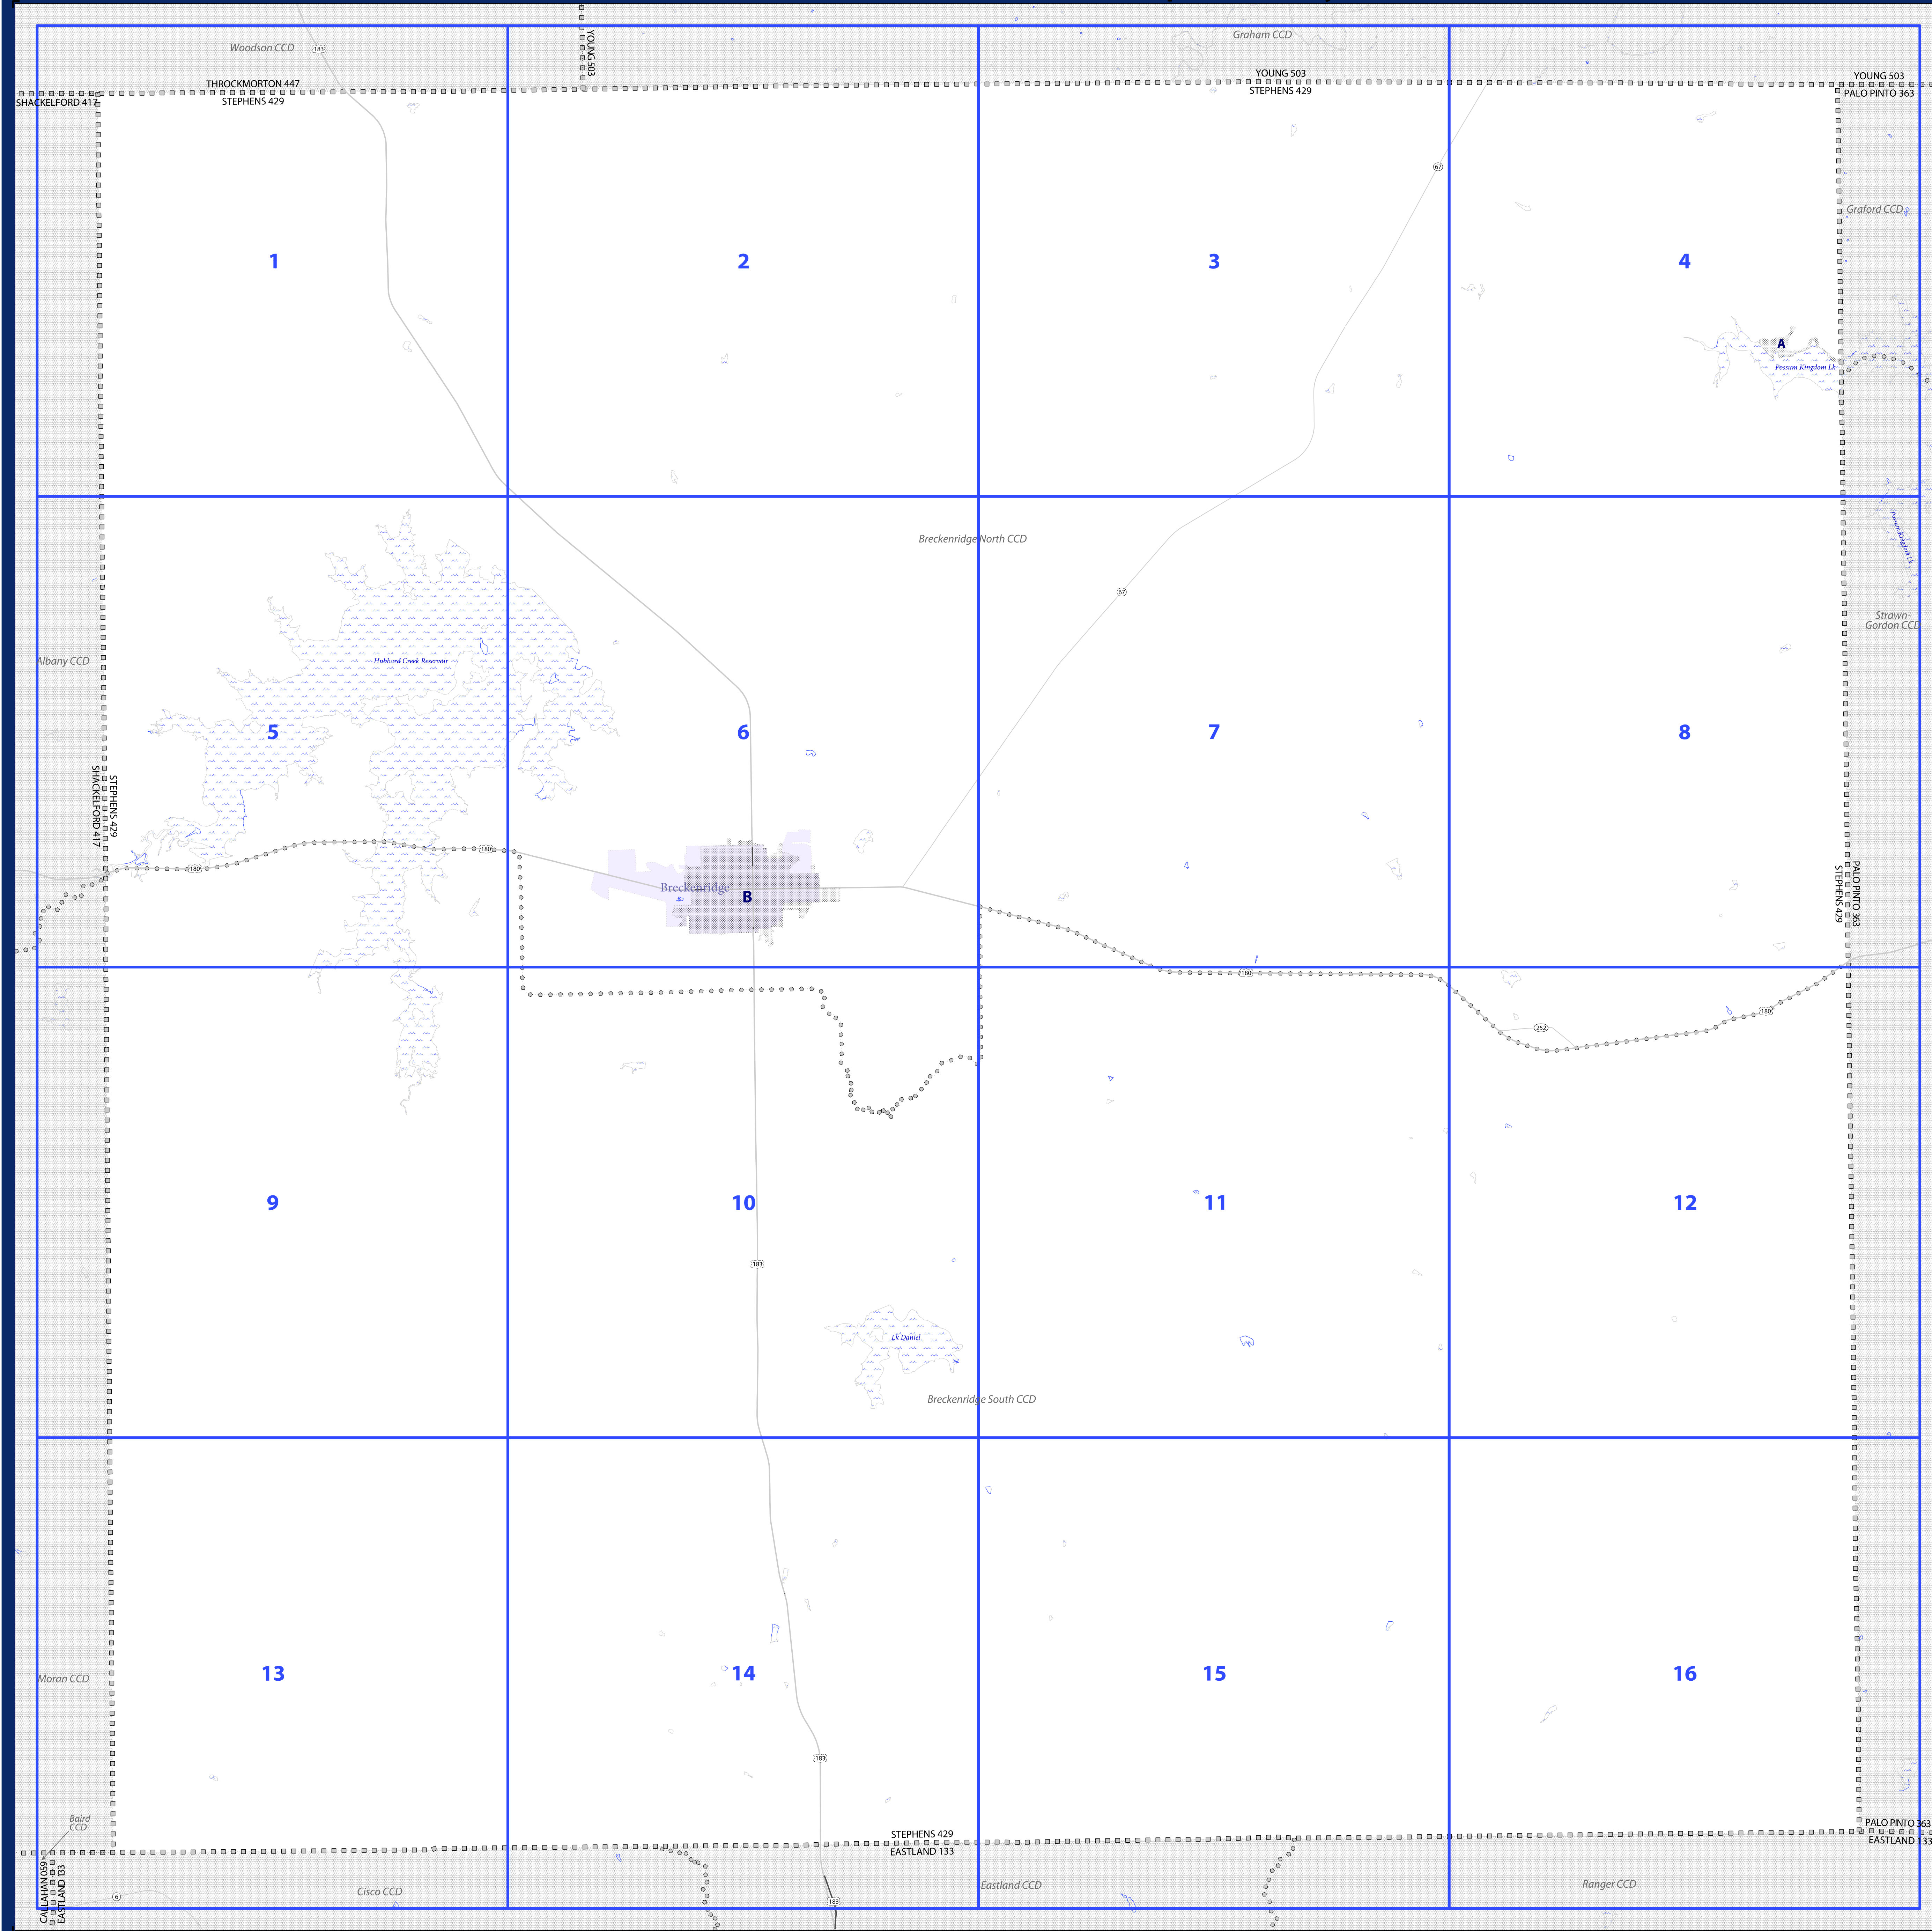 Woodson CCD
183
YOUNG 503
Graham CCD
THROCKMORTON 447
STEPHENS 429
YOUNG 503
STEPHENS 429
YOUNG 503
PALO PINTO 363
SHACKELFORD 417
67
Graford CCD
1
2
3
4
A
Possum Kingdom Lk
Breckenridge North CCD
Possum Kingdom Lk
67
Strawn-
Gordon CCD
Albany CCD
Hubbard Creek Reservoir
5
6
7
8
SHACKELFORD 417
STEPHENS 429
180
180
Breckenridge
B
STEPHENS 429
PALO PINTO 363
180
252
180
9
10
11
12
183
Lk Daniel
Breckenridge South CCD
13
14
15
16
Moran CCD
183
Baird
CCD
STEPHENS 429
EASTLAND 133
PALO PINTO 363
EASTLAND 133
CALLAHAN 059
EASTLAND 133
6
Cisco CCD
183
Eastland CCD
Ranger CCD